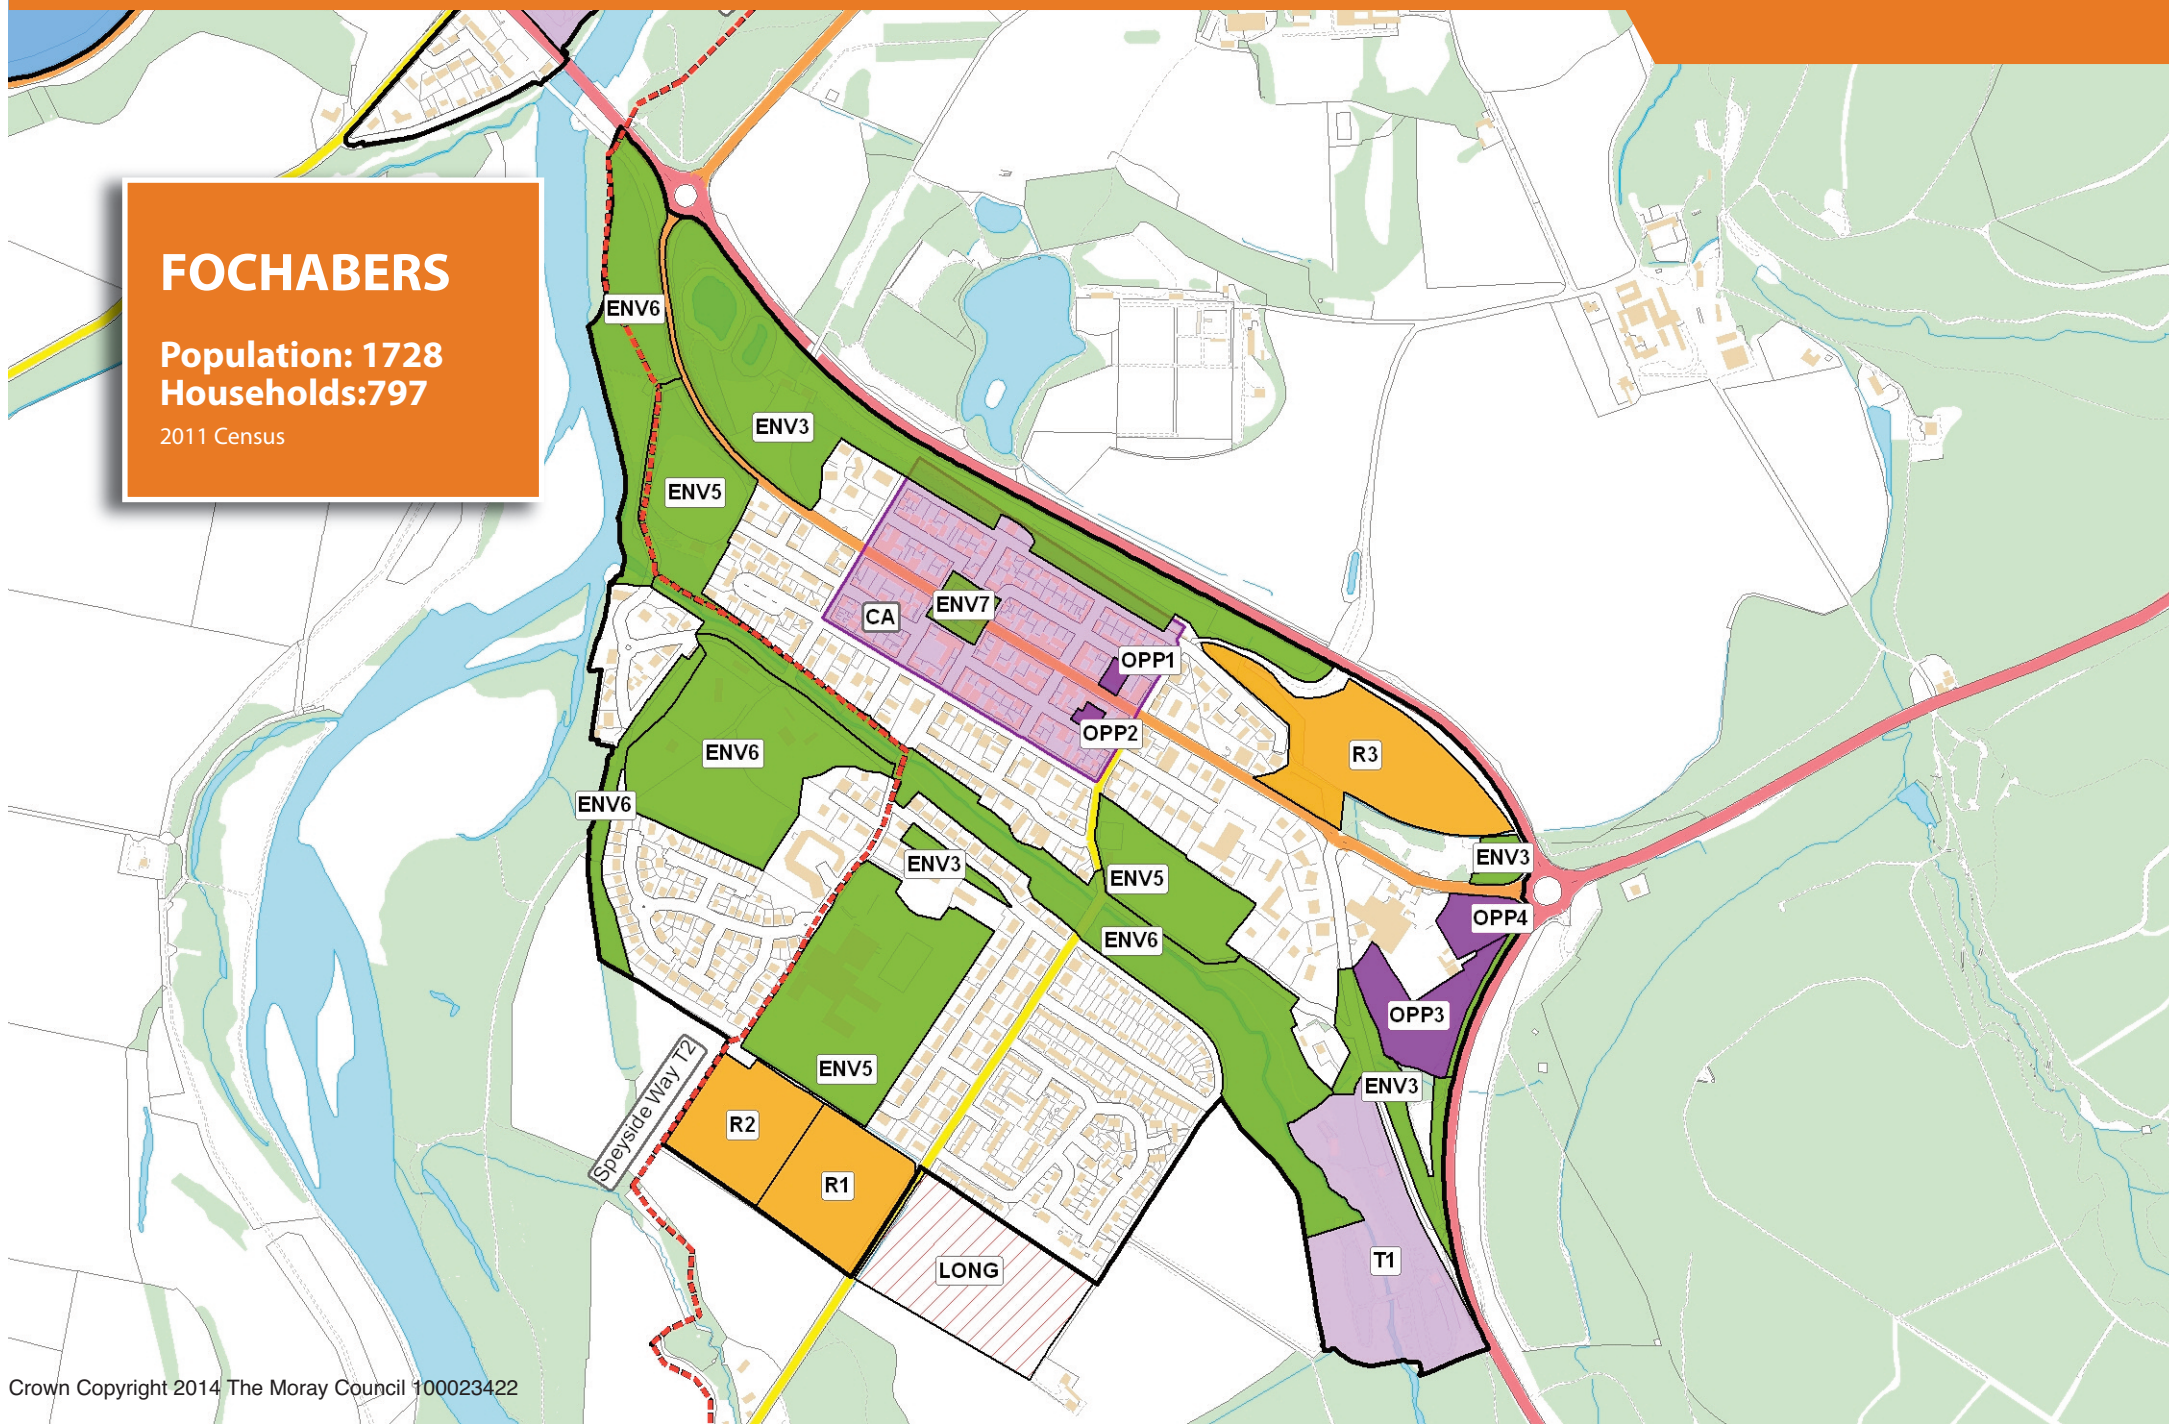 FOCHABERS
Population: 1728
Households:797
2011 Census
ENV6
ENV3
ENV5
CA
ENV7
OPP1
OPP2
R3
ENV6
ENV6
ENV3
ENV5
ENV6
ENV3
OPP4
OPP3
ENV5
ENV3
Speyside Way T2
R2
R1
LONG
T1
Crown Copyright 2014 The Moray Council 100023422